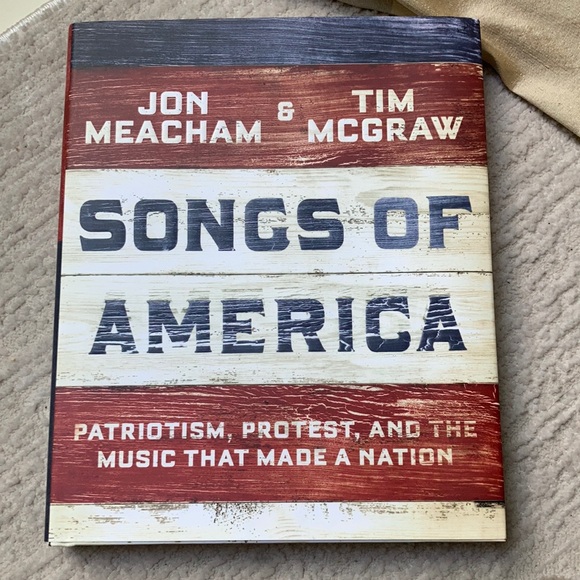 JON MEACHAM & TIM MCGRAW
SONGS OF
AMERICA
PATRIOTISM, PROTEST, AND THE
MUSIC THAT MADE A NATION